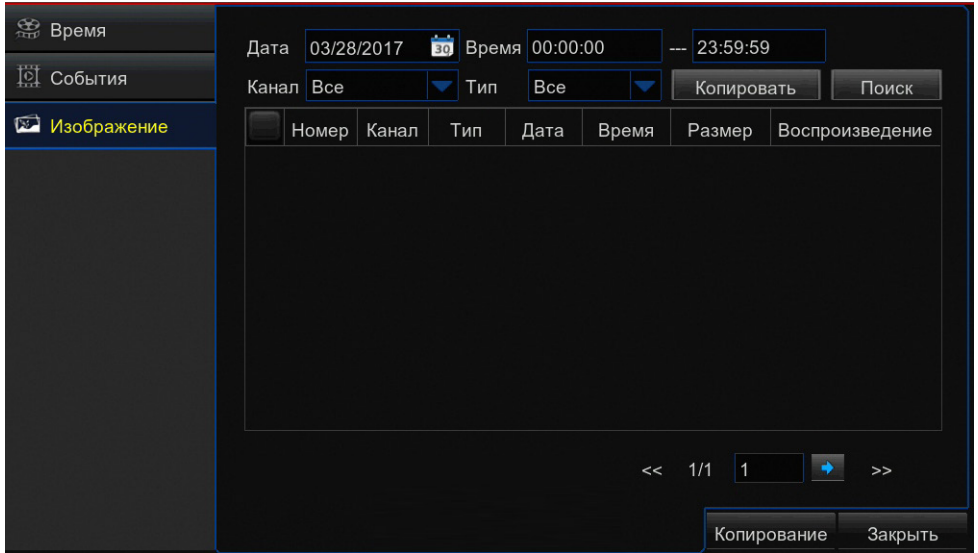 Время
События
Изображение
Дата 03/28/2017 30 Время 00:00:00 --- 23:59:59
Канал Все Тип Все Копировать Поиск
Номер Канал Тип Дата Время Размер Воспроизведение
<< 1/1 1 >>
Копирование Закрыть